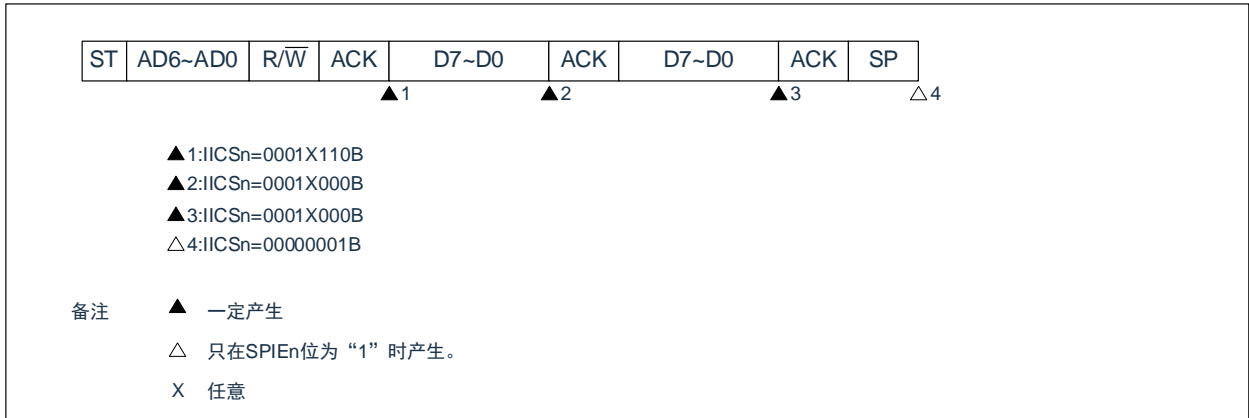 ST AD6~AD0 R/W̅ ACK D7~D0 ACK D7~D0 ACK SP
▲1 ▲2 ▲3 △4
▲1:IICSn=0001X110B
▲2:IICSn=0001X000B
▲3:IICSn=0001X000B
△4:IICSn=00000001B
备注 ▲ 一定产生
△ 只在SPIEn位为“1”时产生。
X 任意